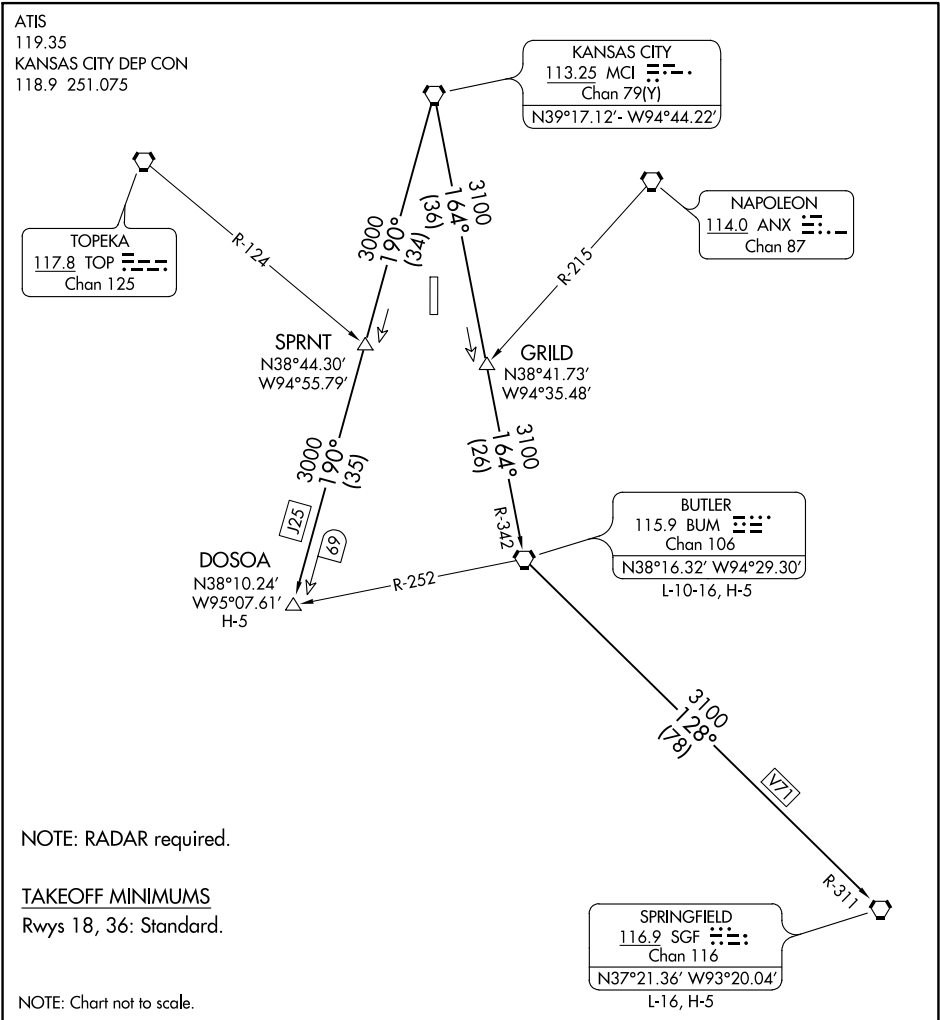 ATIS
119.35
KANSAS CITY DEP CON
118.9 251.075
KANSAS CITY
113.25 MCI
Chan 79(Y)
N39°17.12'- W94°44.22'
TOPEKA
117.8 TOP
Chan 125
NAPOLEON
114.0 ANX
Chan 87
R-124
3000
190°
(34)
3100
164°
(36)
R-215
SPRNT
N38°44.30'
W94°55.79'
GRILD
N38°41.73'
W94°35.48'
3000
190°
(35)
3100
164°
(26)
J25
69
R-342
BUTLER
115.9 BUM
Chan 106
N38°16.32' W94°29.30'
L-10-16, H-5
DOSOA
N38°10.24'
W95°07.61'
H-5
R-252
3100
128°
(78)
V71
R-311
NOTE: RADAR required.
TAKEOFF MINIMUMS
Rwys 18, 36: Standard.
SPRINGFIELD
116.9 SGF
Chan 116
N37°21.36' W93°20.04'
L-16, H-5
NOTE: Chart not to scale.